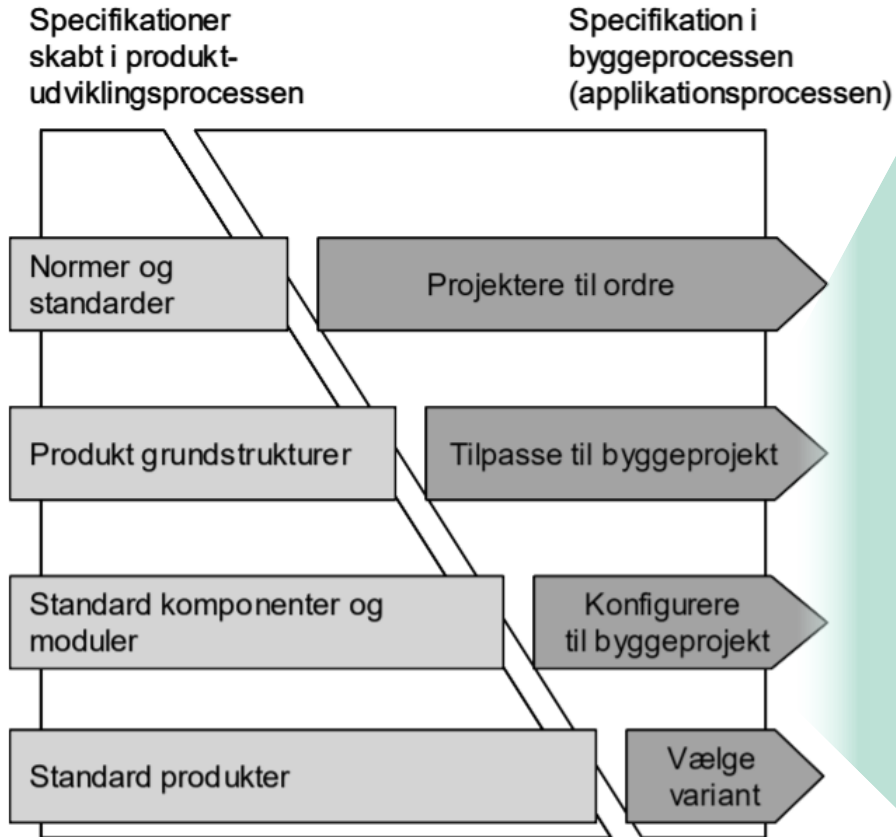 Specifikationer
skabt i produkt-
udviklingsprocessen
Specifikation i
byggeprocessen
(applikationsprocessen)
Normer og
standarder
Projektere til ordre
Produkt grundstrukturer
Tilpasse til byggeprojekt
Standard komponenter og
moduler
Konfigurere
til byggeprojekt
Standard produkter
Vælge
variant